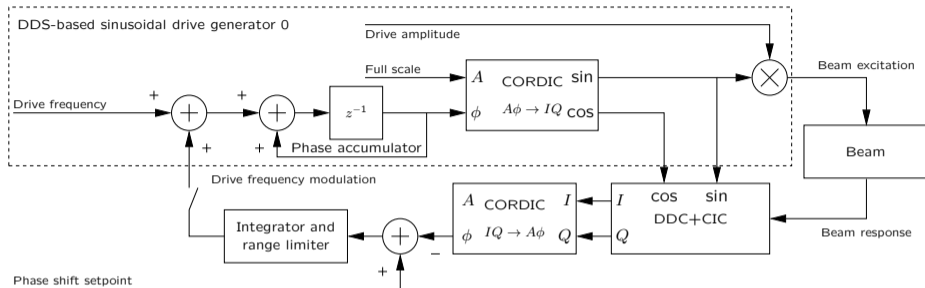 DDS-based sinusoidal drive generator 0
Drive amplitude
Full scale
Beam excitation
A CORDIC sin
Drive frequency
+ + z⁻¹ ϕ Aϕ → IQ cos
+ +
Phase accumulator
Beam
Drive frequency modulation
cos sin
A CORDIC I I DDC+CIC
Integrator and
range limiter
ϕ IQ → Aϕ Q Q
Beam response
−
+
Phase shift setpoint